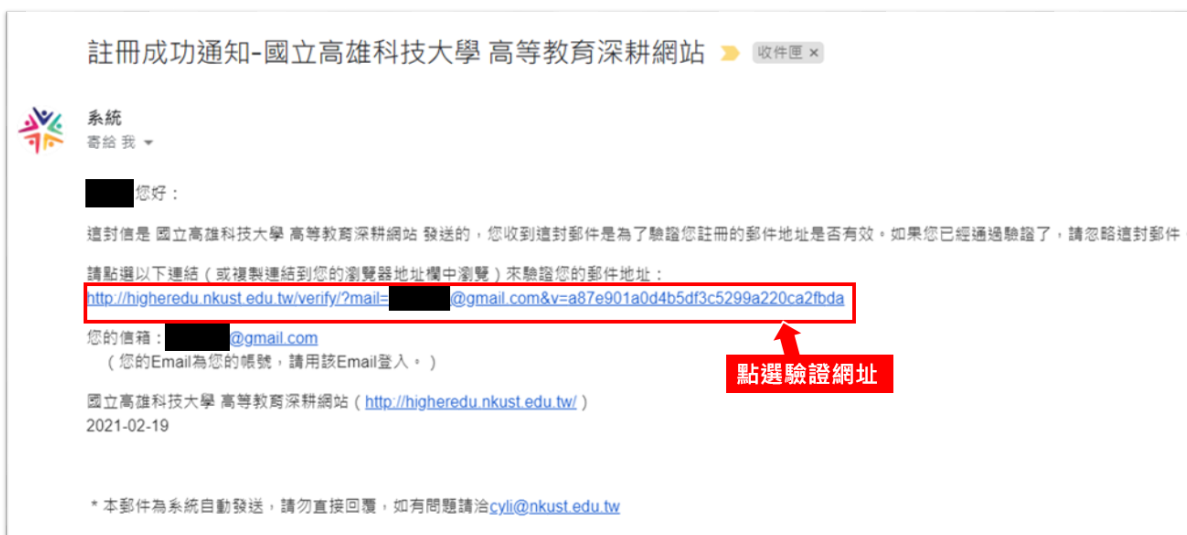 註冊成功通知-國立高雄科技大學 高等教育深耕網站 收件匣 ×
系統
寄給 我
您好：
這封信是 國立高雄科技大學 高等教育深耕網站 發送的，您收到這封郵件是為了驗證您註冊的郵件地址是否有效。如果您已經通過驗證了，請忽略這封郵件。
請點選以下連結（或複製連結到您的瀏覽器地址欄中瀏覽）來驗證您的郵件地址：
http://higheredu.nkust.edu.tw/verify/?mail= @gmail.com&v=a87e901a0d4b5df3c5299a220ca2fbda
您的信箱： @gmail.com
（您的Email為您的帳號，請用該Email登入。）
點選驗證網址
國立高雄科技大學 高等教育深耕網站（http://higheredu.nkust.edu.tw/）
2021-02-19
* 本郵件為系統自動發送，請勿直接回覆，如有問題請洽cyli@nkust.edu.tw